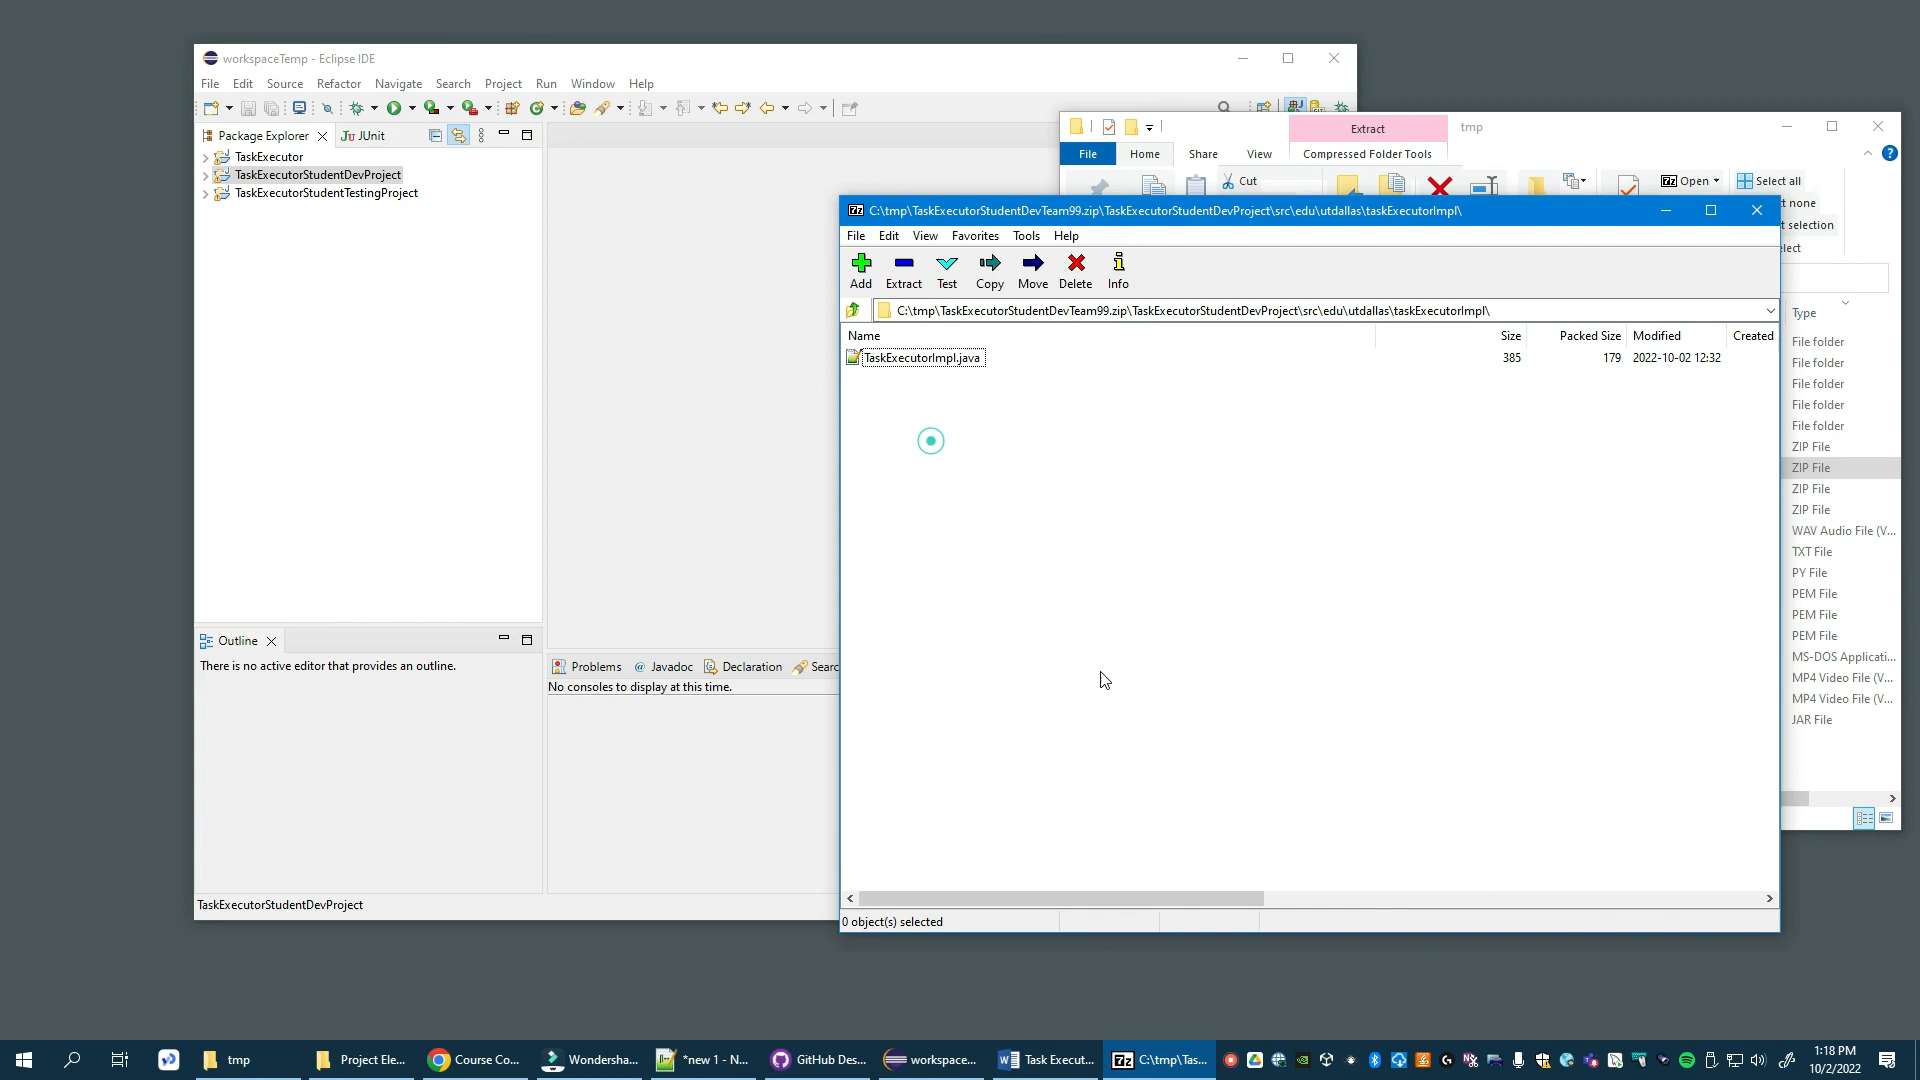 workspaceTemp - Eclipse IDE
File Edit Source Refactor Navigate Search Project Run Window Help
Package Explorer JUnit
TaskExecutor
TaskExecutorStudentDevProject
TaskExecutorStudentTestingProject
Outline
There is no active editor that provides an outline.
Problems @ Javadoc Declaration Searc
No consoles to display at this time.
TaskExecutorStudentDevProject
Extract tmp
File Home Share View Compressed Folder Tools
Cut Open Select all
t none
t selection
elect
Type
File folder
File folder
File folder
File folder
File folder
ZIP File
ZIP File
ZIP File
ZIP File
WAV Audio File (V...
TXT File
PY File
PEM File
PEM File
PEM File
MS-DOS Applicati...
MP4 Video File (V...
MP4 Video File (V...
JAR File
C:\tmp\TaskExecutorStudentDevTeam99.zip\TaskExecutorStudentDevProject\src\edu\utdallas\taskExecutorImpl\
File Edit View Favorites Tools Help
Add Extract Test Copy Move Delete Info
C:\tmp\TaskExecutorStudentDevTeam99.zip\TaskExecutorStudentDevProject\src\edu\utdallas\taskExecutorImpl\
Name Size Packed Size Modified Created
TaskExecutorImpl.java 385 179 2022-10-02 12:32
0 object(s) selected
tmp Project Ele... Course Co... Wondersha... *new 1 - N... GitHub Des... workspace... Task Execut... C:\tmp\Tas...
1:18 PM
10/2/2022